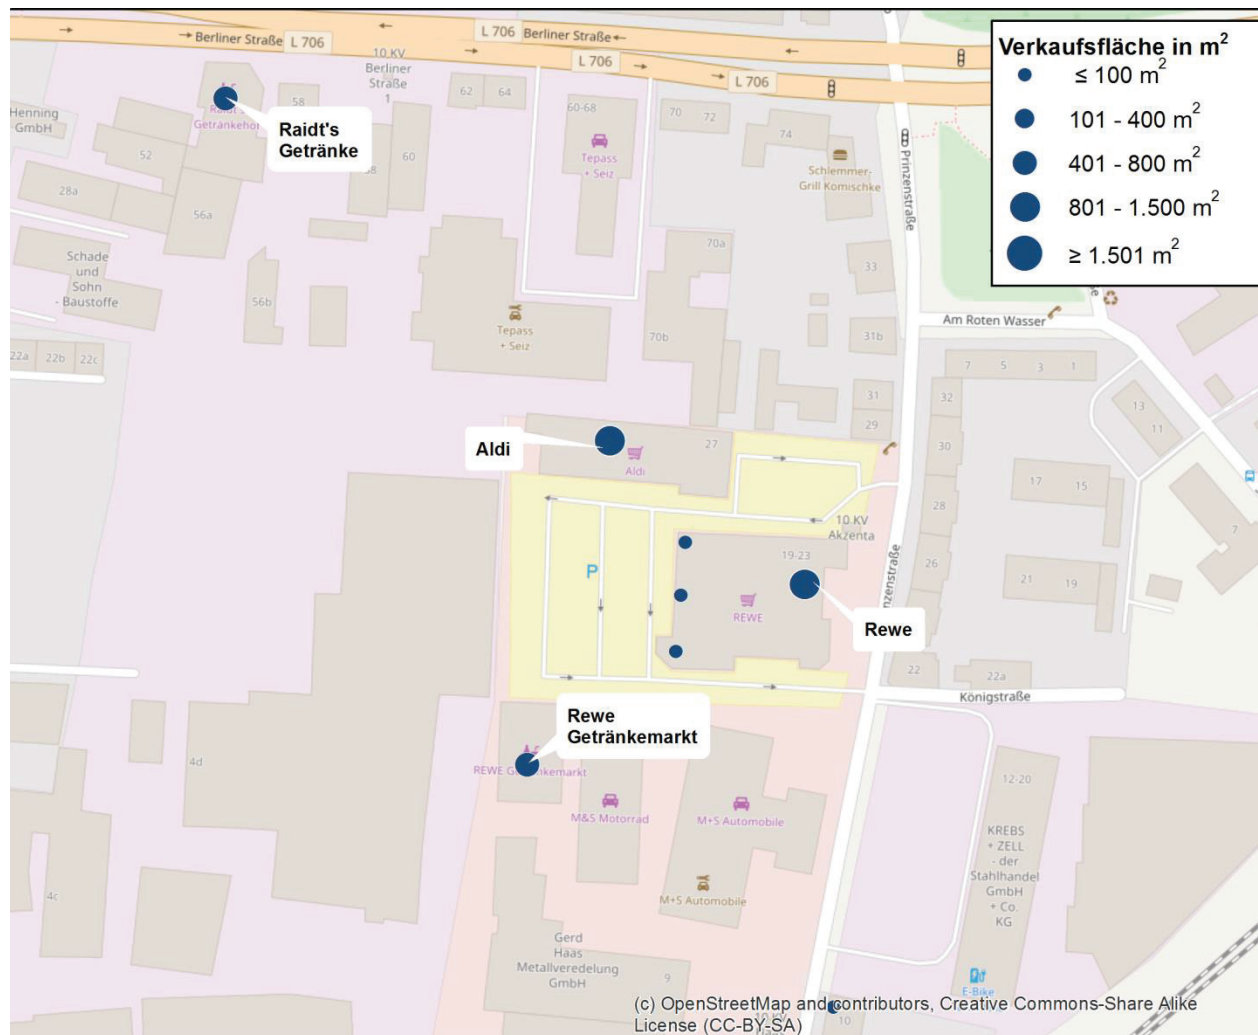 Berliner Straße
L 706
Berliner Straße
10 KV
Berliner
Straße
1
L 706
L 706
Verkaufsfläche in m²
≤ 100 m²
101 - 400 m²
401 - 800 m²
801 - 1.500 m²
≥ 1.501 m²
Henning
GmbH
Getränkehof
Raidt's
Getränke
58
62
64
60-68
70
72
74
52
60
28a
56a
Tepass
+ Seiz
Schlemmer-
Grill Komischke
Prinzenstraße
Schade
und
Sohn
- Baustoffe
56b
70a
33
Tepass
+ Seiz
70b
31b
Am Roten Wasser
22a
22b
22c
7
5
3
1
31
32
29
13
11
Aldi
27
Aldi
30
17
15
28
10 KV
Akzenta
7
P
19-23
26
21
19
REWE
Rewe
22
22a
Königstraße
Rewe
Getränkemarkt
4d
M&S Motorrad
M+S Automobile
12-20
KREBS
+ ZELL
- der
Stahlhandel
GmbH
+ Co.
KG
4c
M+S Automobile
Gerd
Haas
Metallveredelung
GmbH
9
E-Bike
10
(c) OpenStreetMap and contributors, Creative Commons-Share Alike
License (CC-BY-SA)